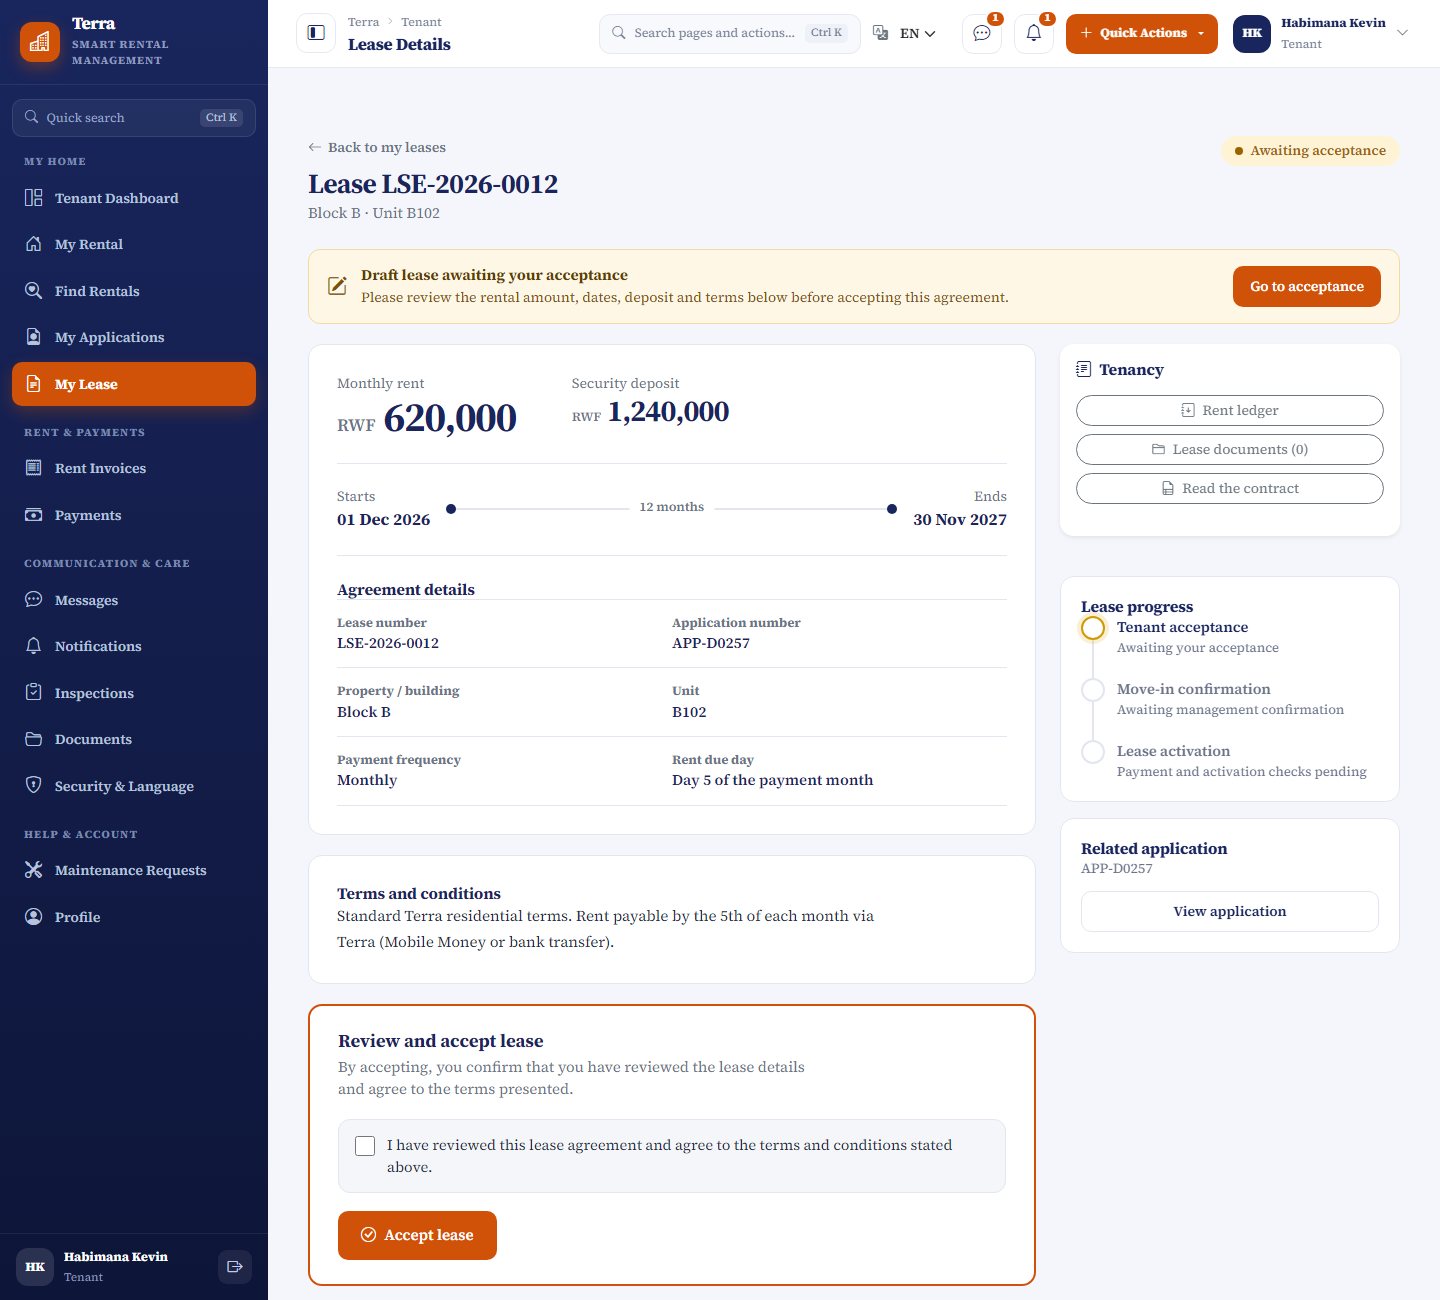 Terra
SMART RENTAL
MANAGEMENT
Quick search
Ctrl K
MY HOME
Tenant Dashboard
My Rental
Find Rentals
My Applications
My Lease
RENT & PAYMENTS
Rent Invoices
Payments
COMMUNICATION & CARE
Messages
Notifications
Inspections
Documents
Security & Language
HELP & ACCOUNT
Maintenance Requests
Profile
HK
Habimana Kevin
Tenant
Terra
Tenant
Lease Details
Search pages and actions...
Ctrl K
EN
1
1
Quick Actions
HK
Habimana Kevin
Tenant
Back to my leases
Awaiting acceptance
Lease LSE-2026-0012
Block B · Unit B102
Draft lease awaiting your acceptance
Please review the rental amount, dates, deposit and terms below before accepting this agreement.
Go to acceptance
Monthly rent
RWF 620,000
Security deposit
RWF 1,240,000
Starts
01 Dec 2026
12 months
Ends
30 Nov 2027
Agreement details
Lease number
LSE-2026-0012
Application number
APP-D0257
Property / building
Block B
Unit
B102
Payment frequency
Monthly
Rent due day
Day 5 of the payment month
Terms and conditions
Standard Terra residential terms. Rent payable by the 5th of each month via
Terra (Mobile Money or bank transfer).
Review and accept lease
By accepting, you confirm that you have reviewed the lease details
and agree to the terms presented.
I have reviewed this lease agreement and agree to the terms and conditions stated
above.
Accept lease
Tenancy
Rent ledger
Lease documents (0)
Read the contract
Lease progress
Tenant acceptance
Awaiting your acceptance
Move-in confirmation
Awaiting management confirmation
Lease activation
Payment and activation checks pending
Related application
APP-D0257
View application